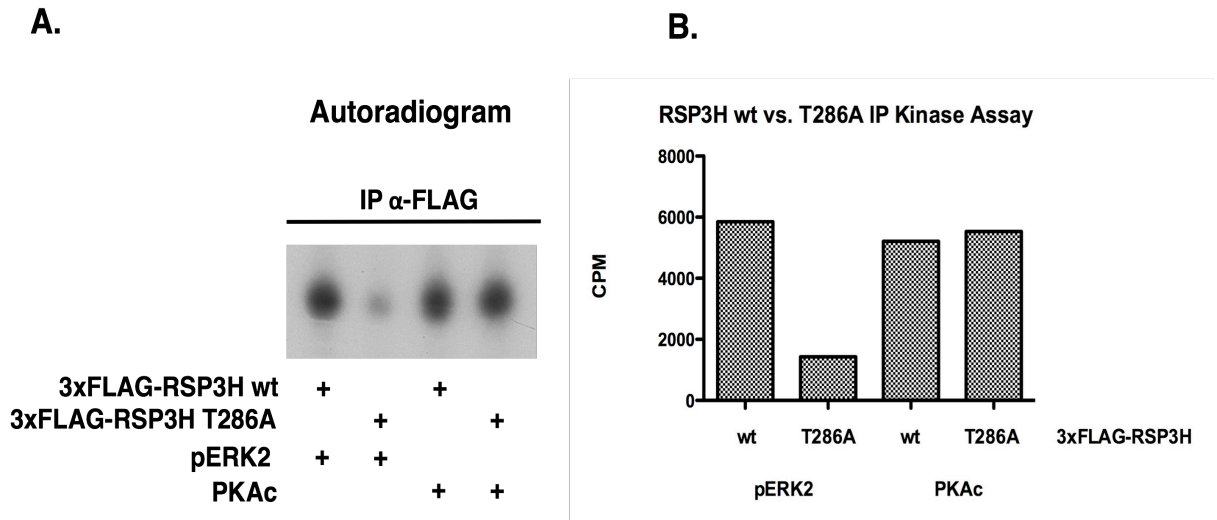 A.
Autoradiogram
IP α-FLAG
3xFLAG-RSP3H wt + +
3xFLAG-RSP3H T286A + +
pERK2 + +
PKAc + +
B.
RSP3H wt vs. T286A IP Kinase Assay
8000
6000
4000
2000
0
CPM
wt T286A wt T286A 3xFLAG-RSP3H
pERK2 PKAc